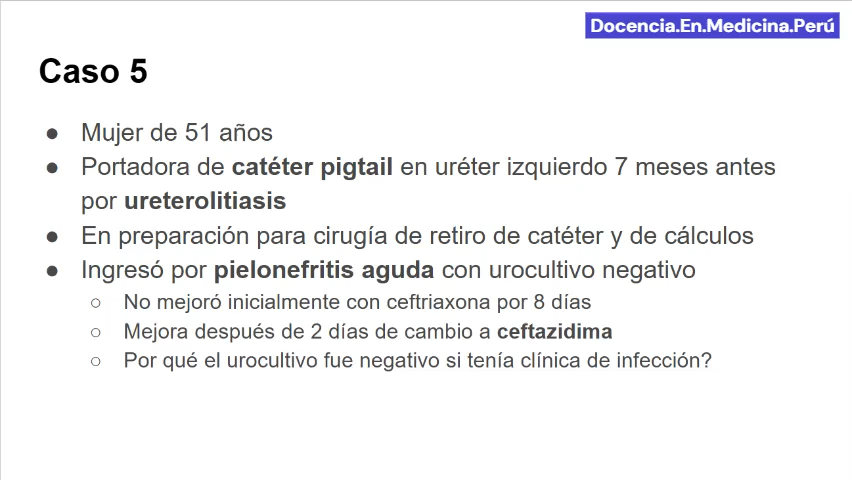 Docencia.En.Medicina.Perú
Caso 5
● Mujer de 51 años
● Portadora de catéter pigtail en uréter izquierdo 7 meses antes
por ureterolitiasis
● En preparación para cirugía de retiro de catéter y de cálculos
● Ingresó por pielonefritis aguda con urocultivo negativo
○ No mejoró inicialmente con ceftriaxona por 8 días
○ Mejora después de 2 días de cambio a ceftazidima
○ Por qué el urocultivo fue negativo si tenía clínica de infección?